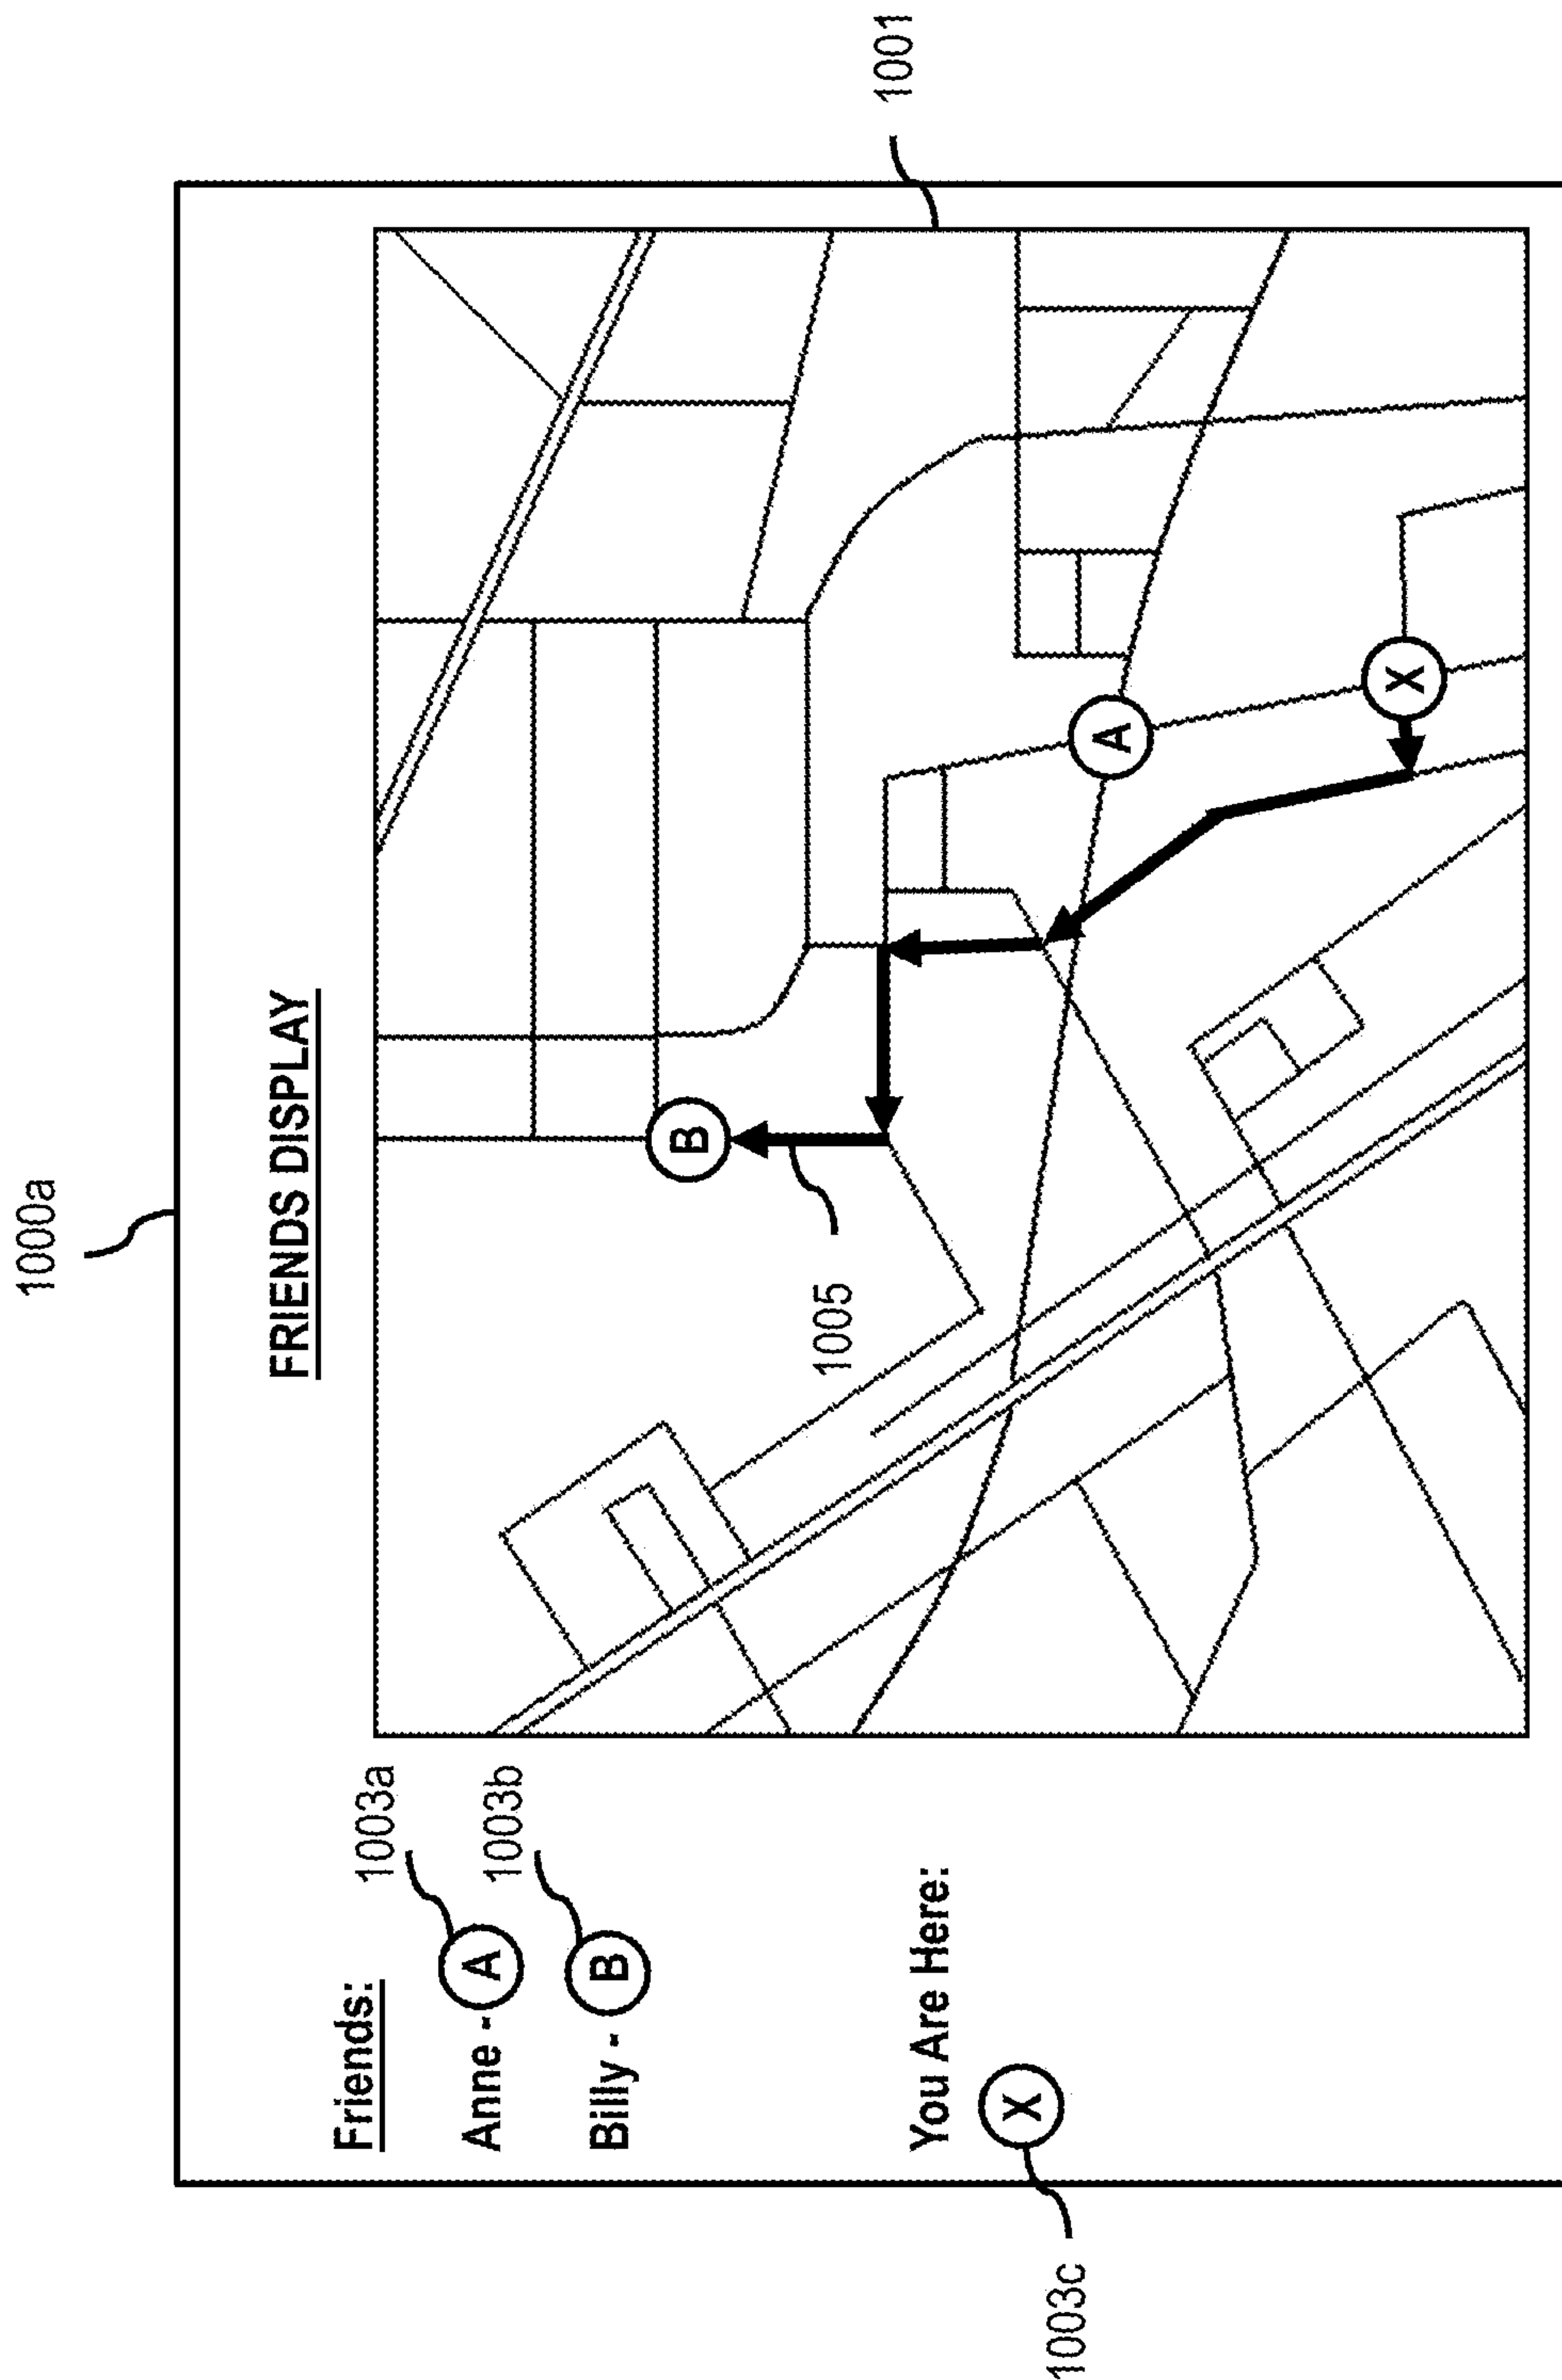 1000a
FRIENDS DISPLAY
Friends:
Anne - A
1003a
Billy - B
1003b
You Are Here:
X
1003c
1001
B
1005
A
X